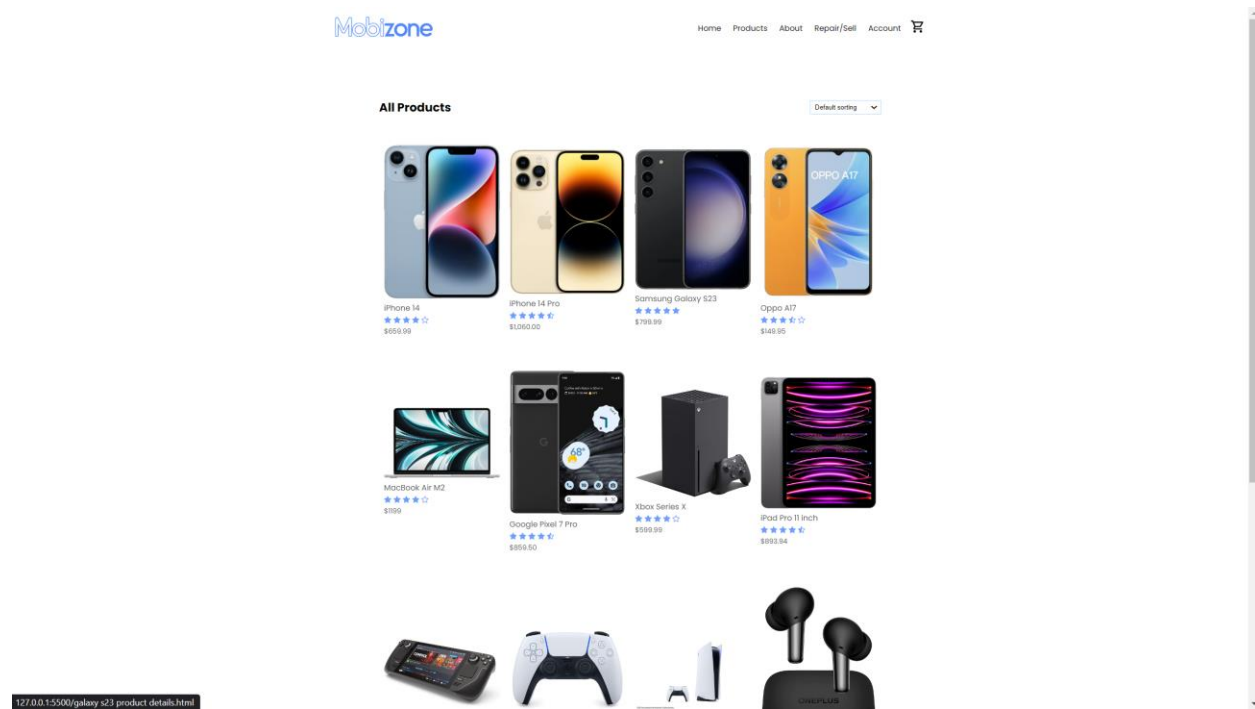 Mobizone
Home Products About Repair/Sell Account
All Products
Default sorting
OPPO A17
iPhone 14
$659.99
iPhone 14 Pro
$1,060.00
Samsung Galaxy S23
$799.99
Oppo A17
$149.95
68°
G
MacBook Air M2
$1199
Google Pixel 7 Pro
$859.50
Xbox Series X
$599.99
iPad Pro 11 Inch
$893.94
ONEPLUS
127.0.0.1:5500/galaxy s23 product details.html